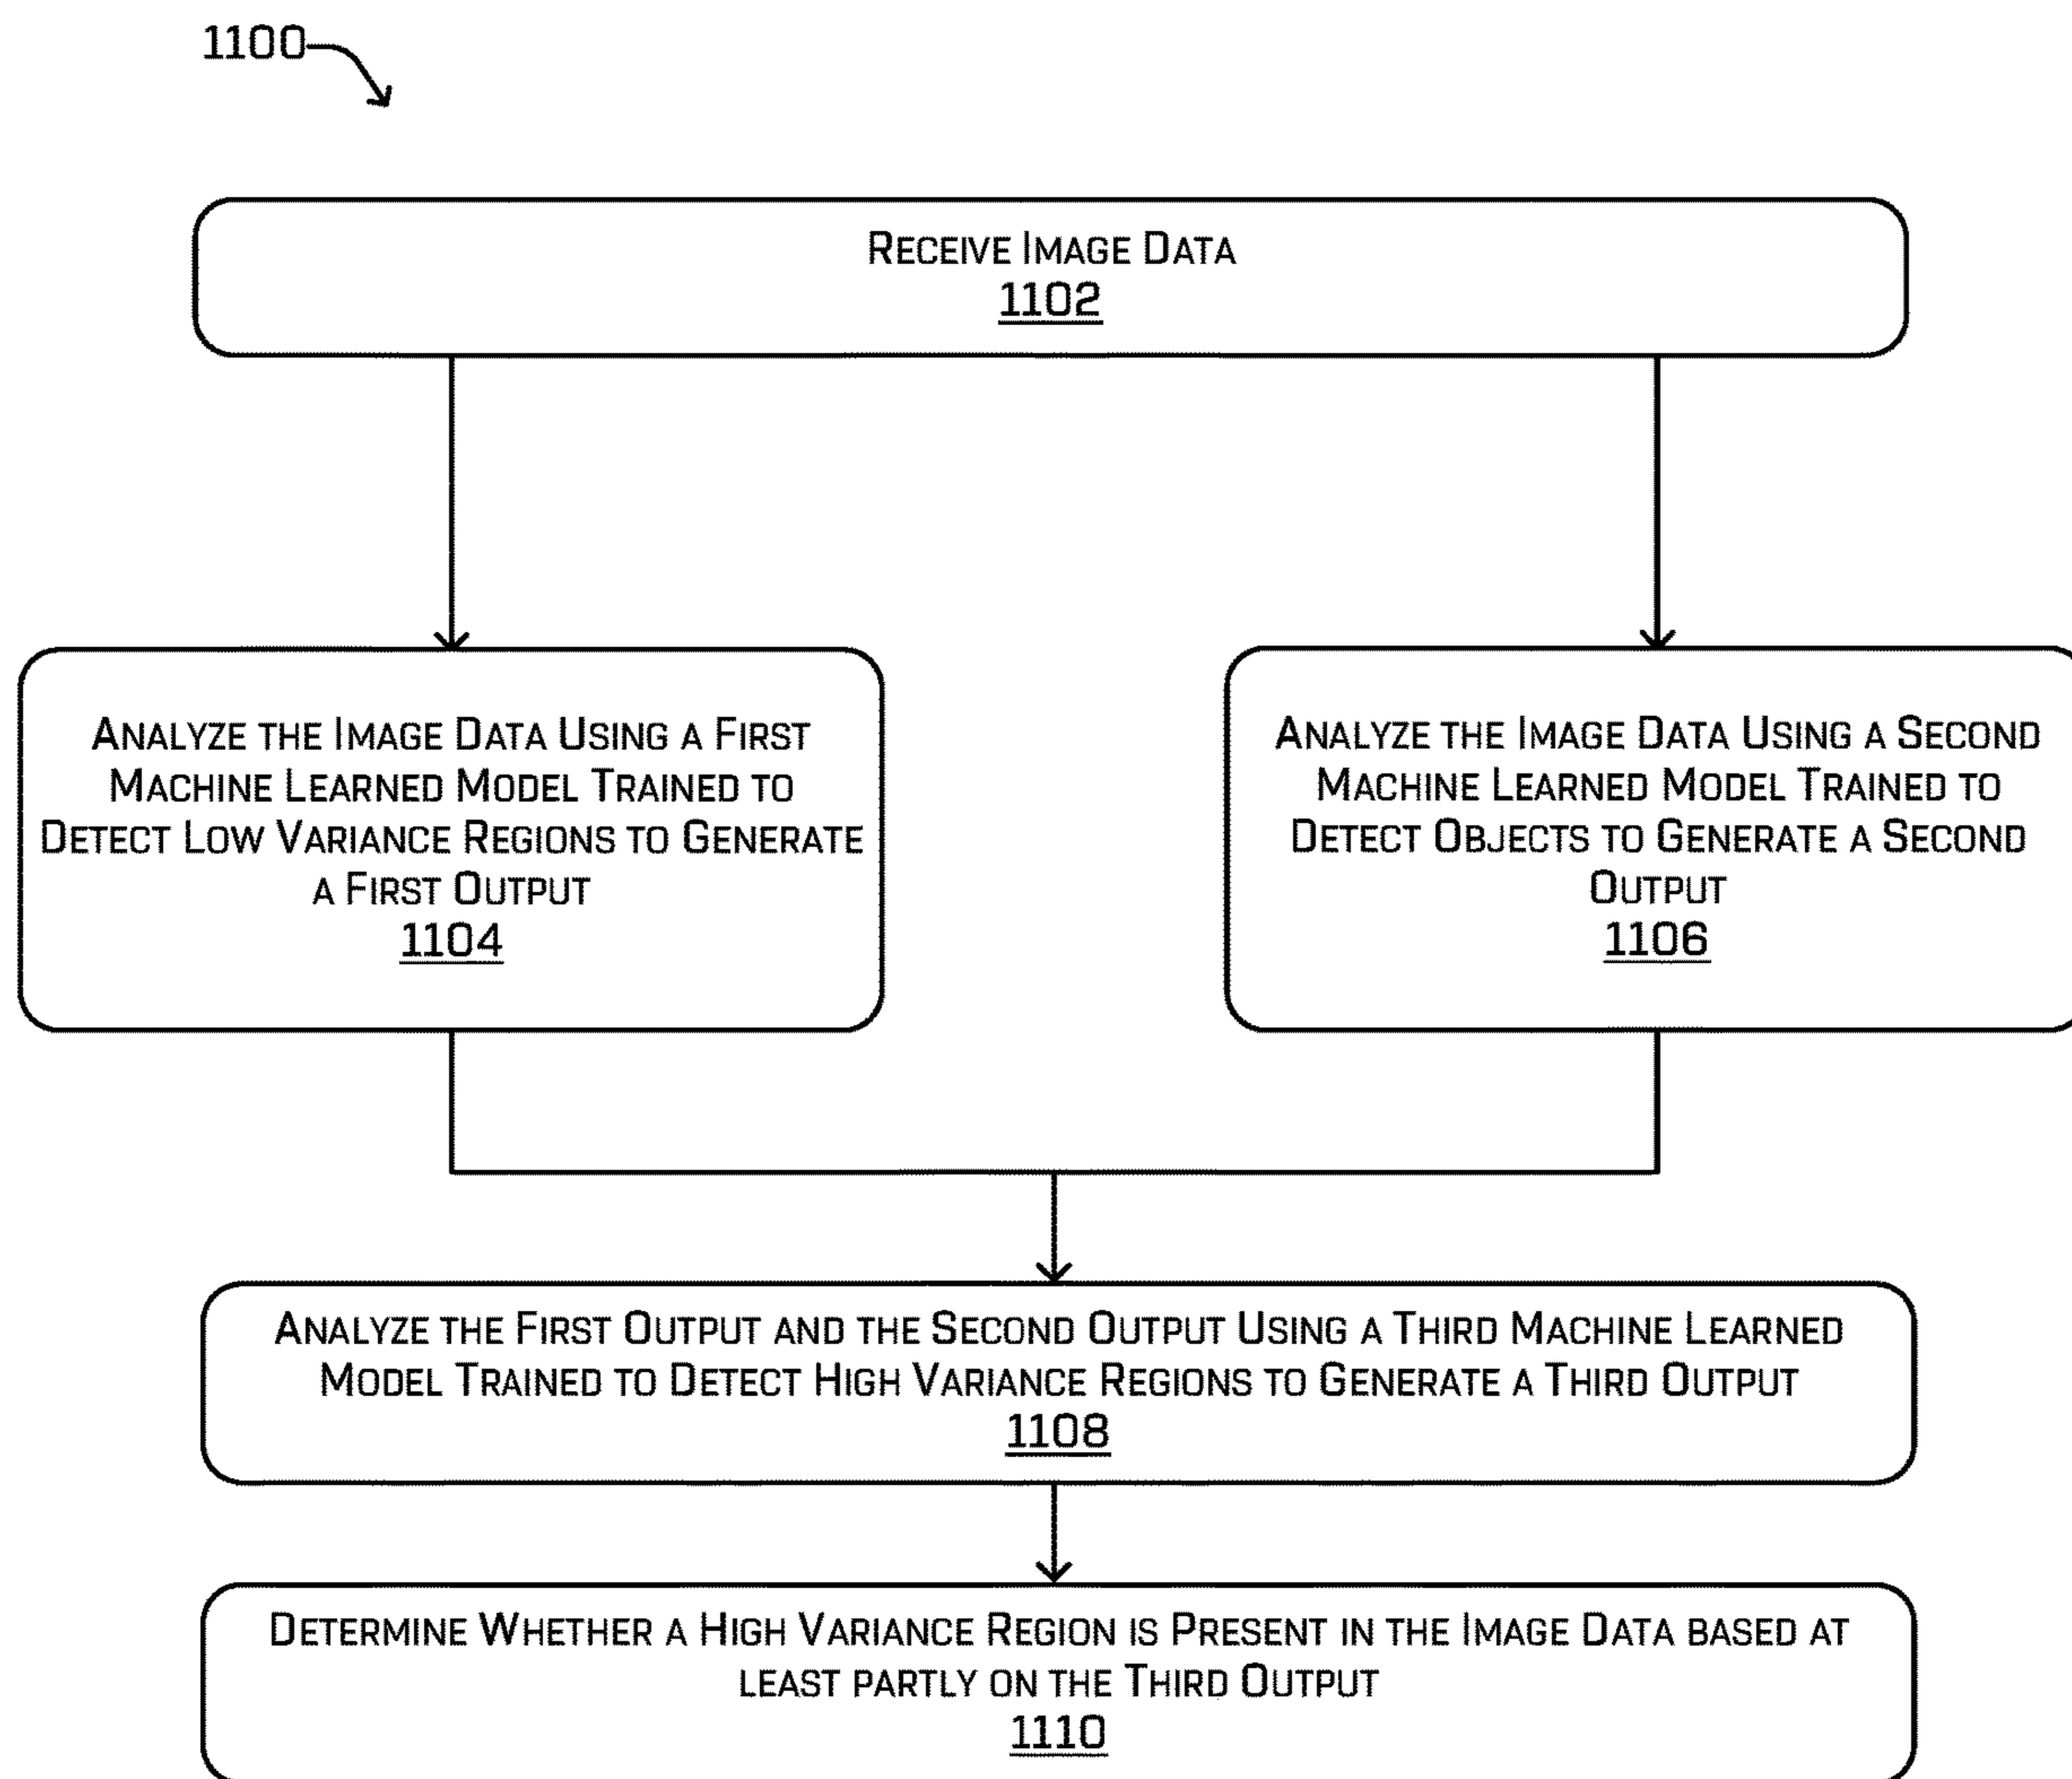 1100
Receive Image Data
1102
Analyze the Image Data Using a First
Machine Learned Model Trained to
Detect Low Variance Regions to Generate
a First Output
1104
Analyze the Image Data Using a Second
Machine Learned Model Trained to
Detect Objects to Generate a Second
Output
1106
Analyze the First Output and the Second Output Using a Third Machine Learned
Model Trained to Detect High Variance Regions to Generate a Third Output
1108
Determine Whether a High Variance Region is Present in the Image Data based at
least partly on the Third Output
1110